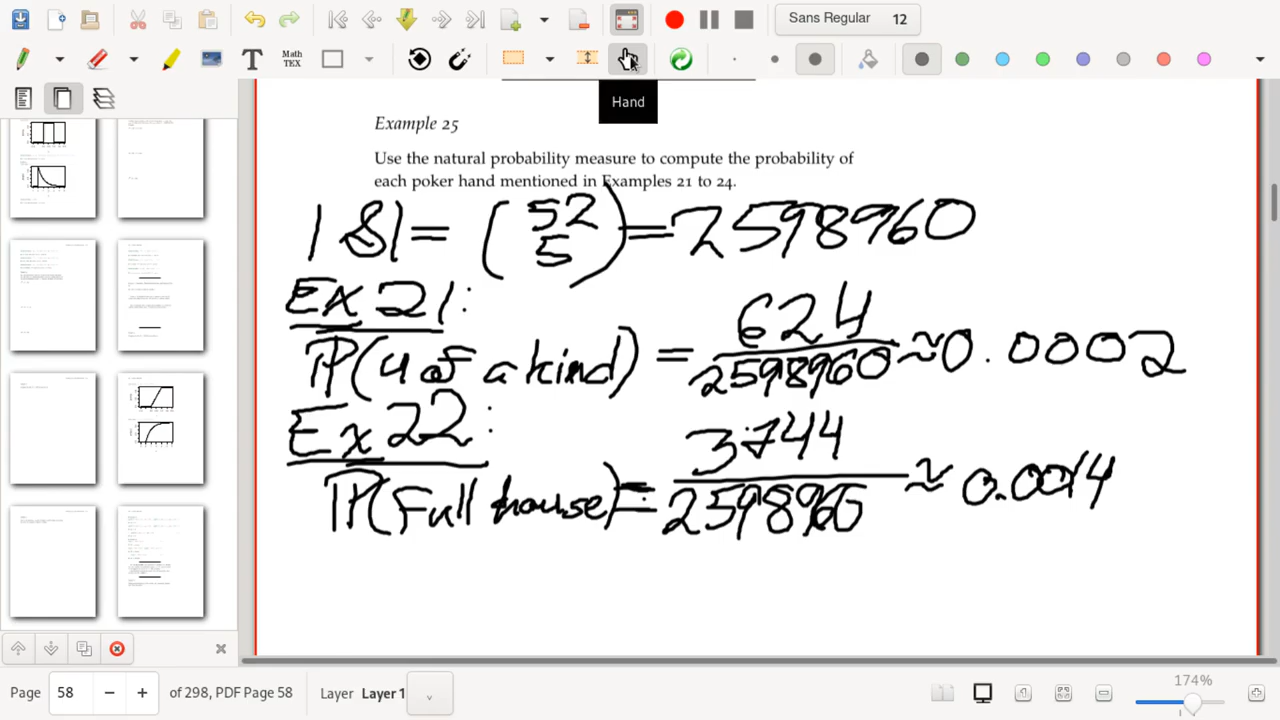 Sans Regular 12
T Math TEX
Hand
Example 25
Use the natural probability measure to compute the probability of
each poker hand mentioned in Examples 21 to 24.
|S| = (52 5) = 2598960
Ex 21:
P(4 of a kind) = 624/2598960 ≈ 0.0002
Ex 22:
P(Full house) = 3744/2598960 ≈ 0.0014
Page 58 of 298, PDF Page 58 Layer Layer 1 174%